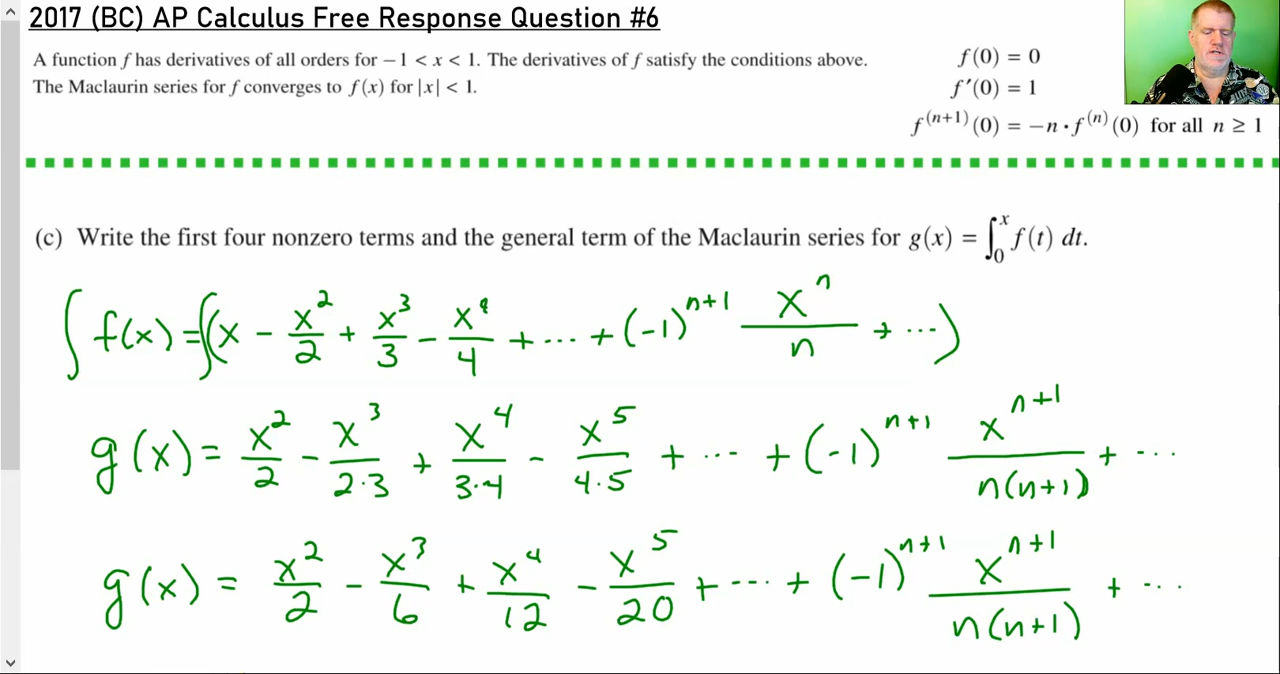 2017 (BC) AP Calculus Free Response Question #6
A function f has derivatives of all orders for −1 < x < 1. The derivatives of f satisfy the conditions above.
The Maclaurin series for f converges to f(x) for |x| < 1.
f(0) = 0
f′(0) = 1
f^(n+1)(0) = −n · f^(n)(0) for all n ≥ 1
(c) Write the first four nonzero terms and the general term of the Maclaurin series for g(x) = ∫_0^x f(t) dt.
∫ f(x) = ∫(x − x^2/2 + x^3/3 − x^4/4 + ... + (−1)^(n+1) x^n/n + ...)
g(x) = x^2/2 − x^3/(2·3) + x^4/(3·4) − x^5/(4·5) + ... + (−1)^(n+1) x^(n+1)/(n(n+1)) + ...
g(x) = x^2/2 − x^3/6 + x^4/12 − x^5/20 + ... + (−1)^(n+1) x^(n+1)/(n(n+1)) + ...